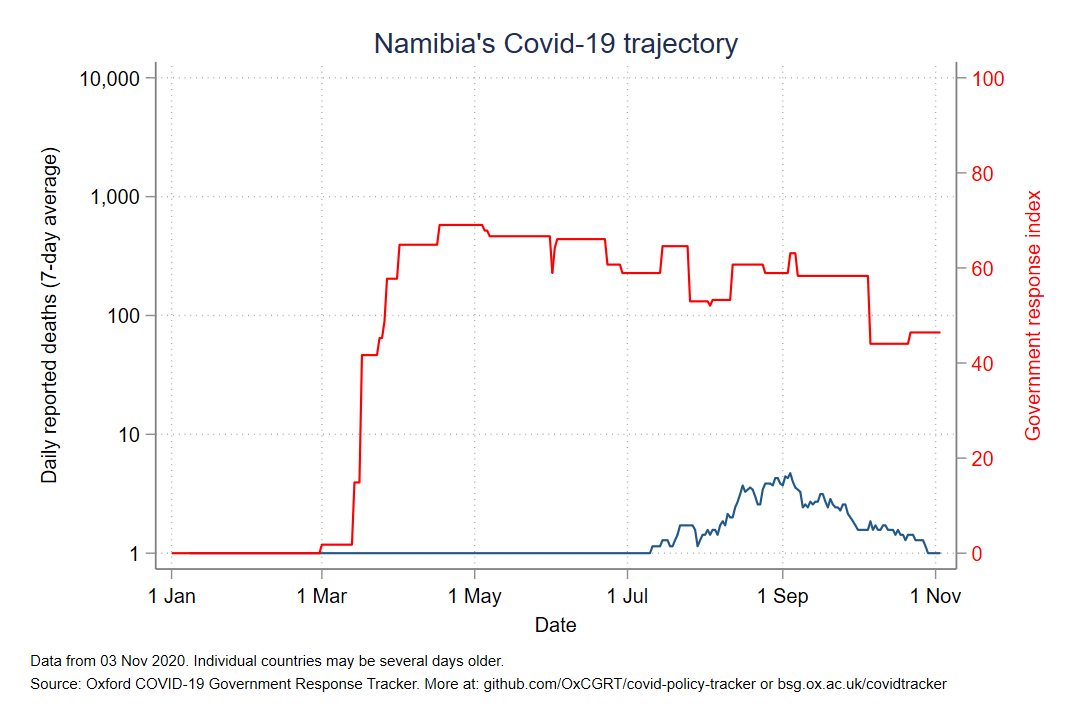 Namibia's Covid-19 trajectory
Daily reported deaths (7-day average)
10,000
1,000
100
10
1
100
80
60
40
20
0
Government response index
1 Jan
1 Mar
1 May
1 Jul
1 Sep
1 Nov
Date
Data from 03 Nov 2020. Individual countries may be several days older.
Source: Oxford COVID-19 Government Response Tracker. More at: github.com/OxCGRT/covid-policy-tracker or bsg.ox.ac.uk/covidtracker